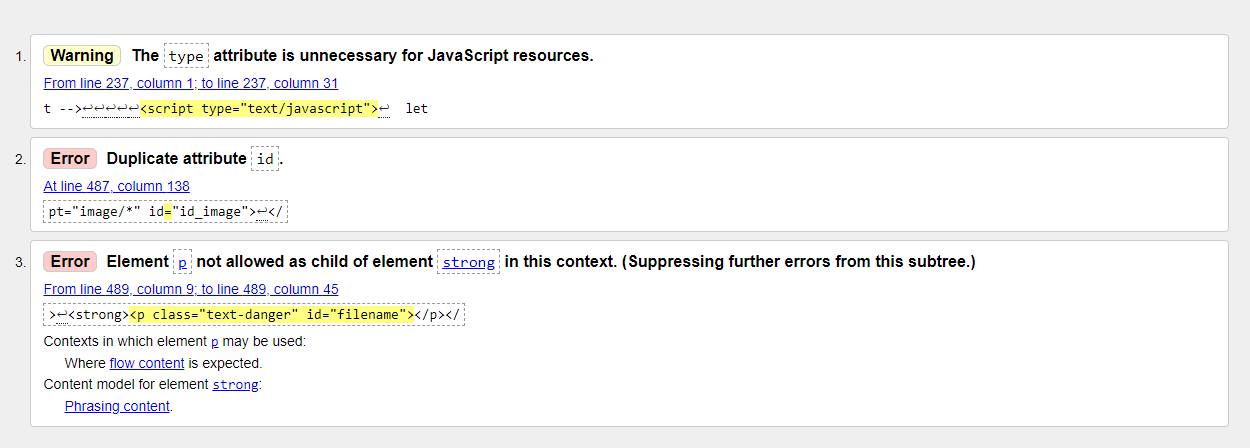 1. Warning The type attribute is unnecessary for JavaScript resources.
From line 237, column 1; to line 237, column 31
t -->↩↩↩↩↩<script type="text/javascript">↩ let
2. Error Duplicate attribute id.
At line 487, column 138
pt="image/*" id="id_image">↩</
3. Error Element p not allowed as child of element strong in this context. (Suppressing further errors from this subtree.)
From line 489, column 9; to line 489, column 45
>↩<strong><p class="text-danger" id="filename"></p></
Contexts in which element p may be used:
Where flow content is expected.
Content model for element strong:
Phrasing content.